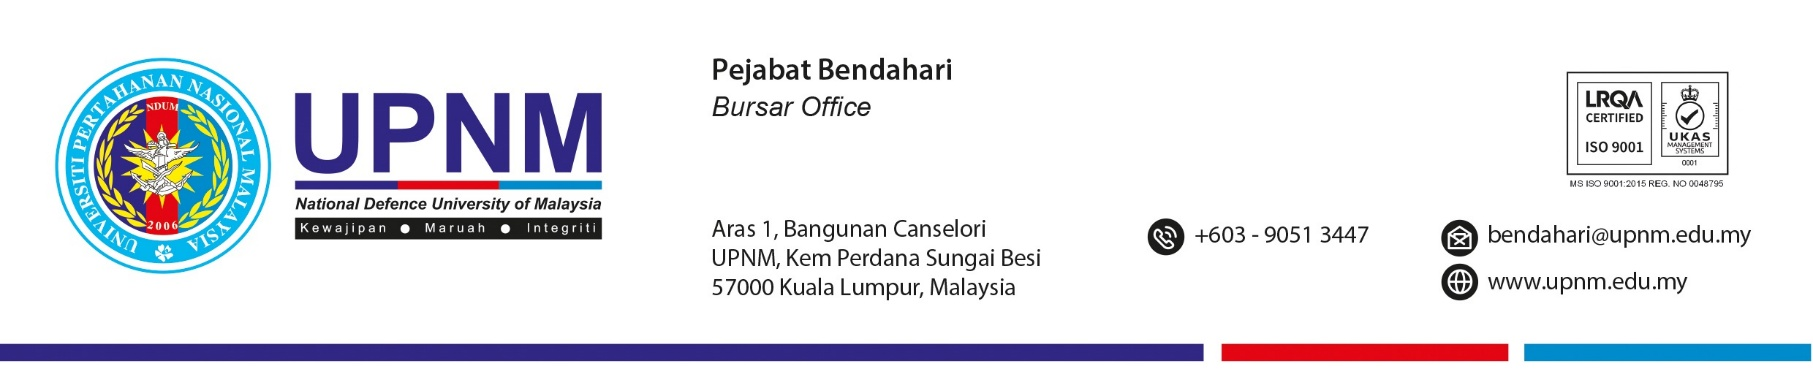 UNIVERSITI PERTAHANAN NASIONAL MALAYSIA
NDUM
2006
UPNM
National Defence University of Malaysia
Kewajipan ● Maruah ● Integriti
Pejabat Bendahari
Bursar Office
Aras 1, Bangunan Canselori
UPNM, Kem Perdana Sungai Besi
57000 Kuala Lumpur, Malaysia
+603 - 9051 3447
LRQA
CERTIFIED
ISO 9001
UKAS
MANAGEMENT
SYSTEMS
0001
MS ISO 9001:2015 REG. NO 0048795
bendahari@upnm.edu.my
www.upnm.edu.my